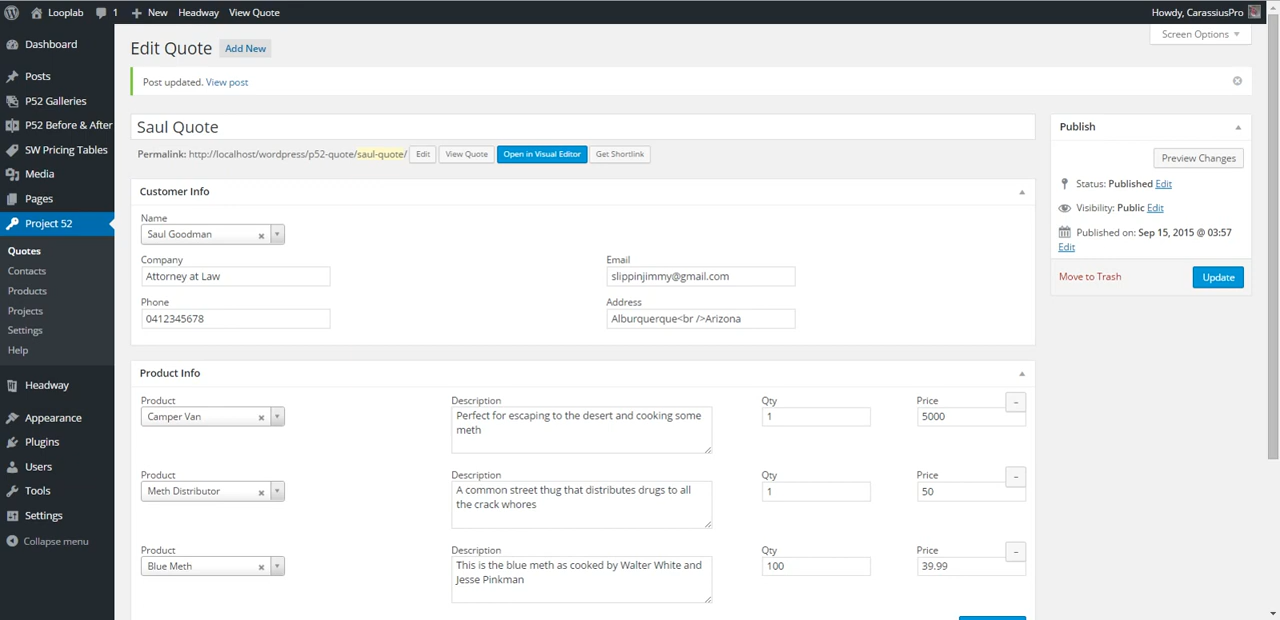 Looplab 1 New Headway View Quote Howdy, CarassiusPro
Screen Options
Dashboard
Posts
P52 Galleries
P52 Before & After
SW Pricing Tables
Media
Pages
Project 52
Quotes
Contacts
Products
Projects
Settings
Help
Headway
Appearance
Plugins
Users
Tools
Settings
Collapse menu
Edit Quote Add New
Post updated. View post
Saul Quote
Permalink: http://localhost/wordpress/p52-quote/saul-quote/ Edit View Quote Open in Visual Editor Get Shortlink
Customer Info
Name
Saul Goodman
Company Email
Attorney at Law slippinjimmy@gmail.com
Phone Address
0412345678 Alburquerque<br />Arizona
Product Info
Product Description Qty Price
Camper Van Perfect for escaping to the desert and cooking some 1 5000
meth
Product Description Qty Price
Meth Distributor A common street thug that distributes drugs to all 1 50
the crack whores
Product Description Qty Price
Blue Meth This is the blue meth as cooked by Walter White and 100 39.99
Jesse Pinkman
Publish
Preview Changes
Status: Published Edit
Visibility: Public Edit
Published on: Sep 15, 2015 @ 03:57
Edit
Move to Trash Update